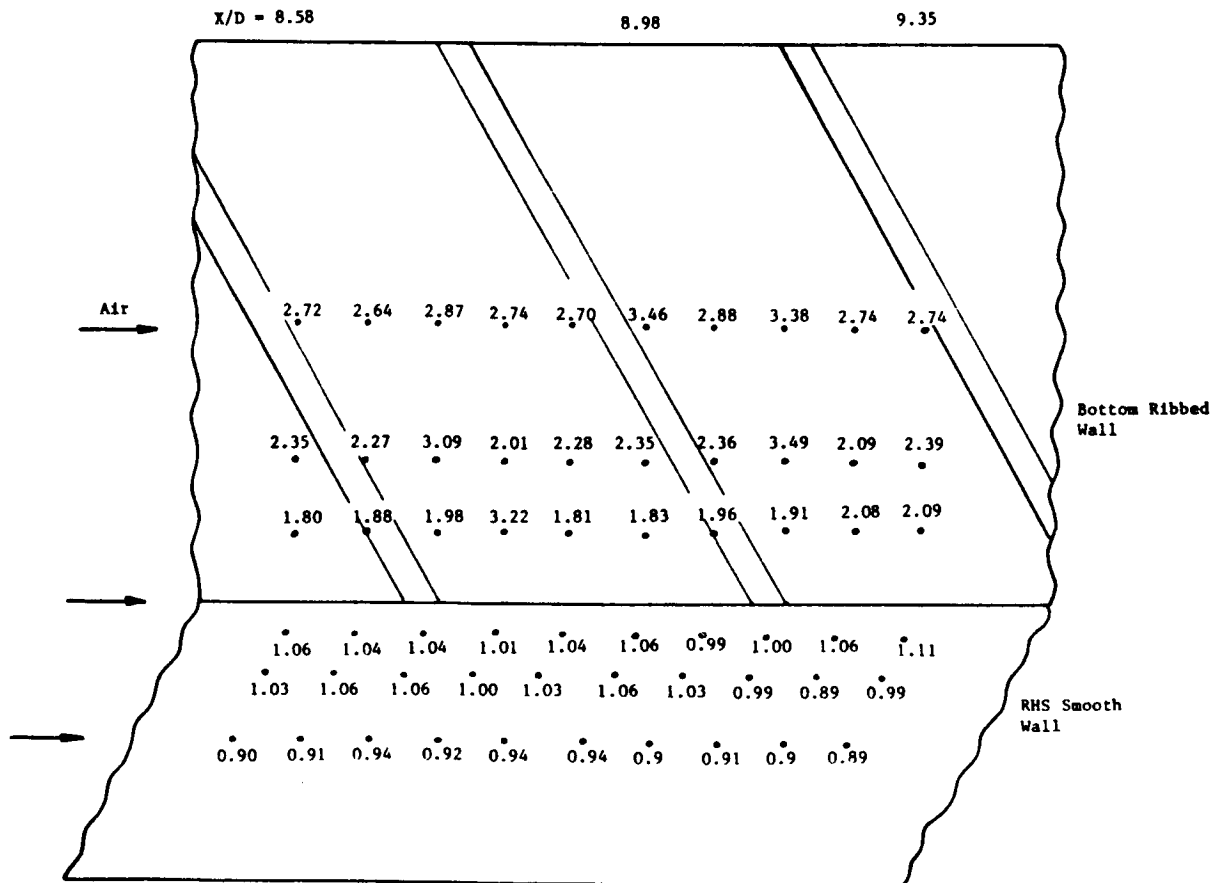 X/D = 8.58 8.98 9.35
Air
2.72 2.64 2.87 2.74 2.70 3.46 2.88 3.38 2.74 2.74
Bottom Ribbed
Wall
2.35 2.27 3.09 2.01 2.28 2.35 2.36 3.49 2.09 2.39
1.80 1.88 1.98 3.22 1.81 1.83 1.96 1.91 2.08 2.09
1.06 1.04 1.04 1.01 1.04 1.06 0.99 1.00 1.06 1.11
1.03 1.06 1.06 1.00 1.03 1.06 1.03 0.99 0.89 0.99
RHS Smooth
Wall
0.90 0.91 0.94 0.92 0.94 0.94 0.9 0.91 0.9 0.89